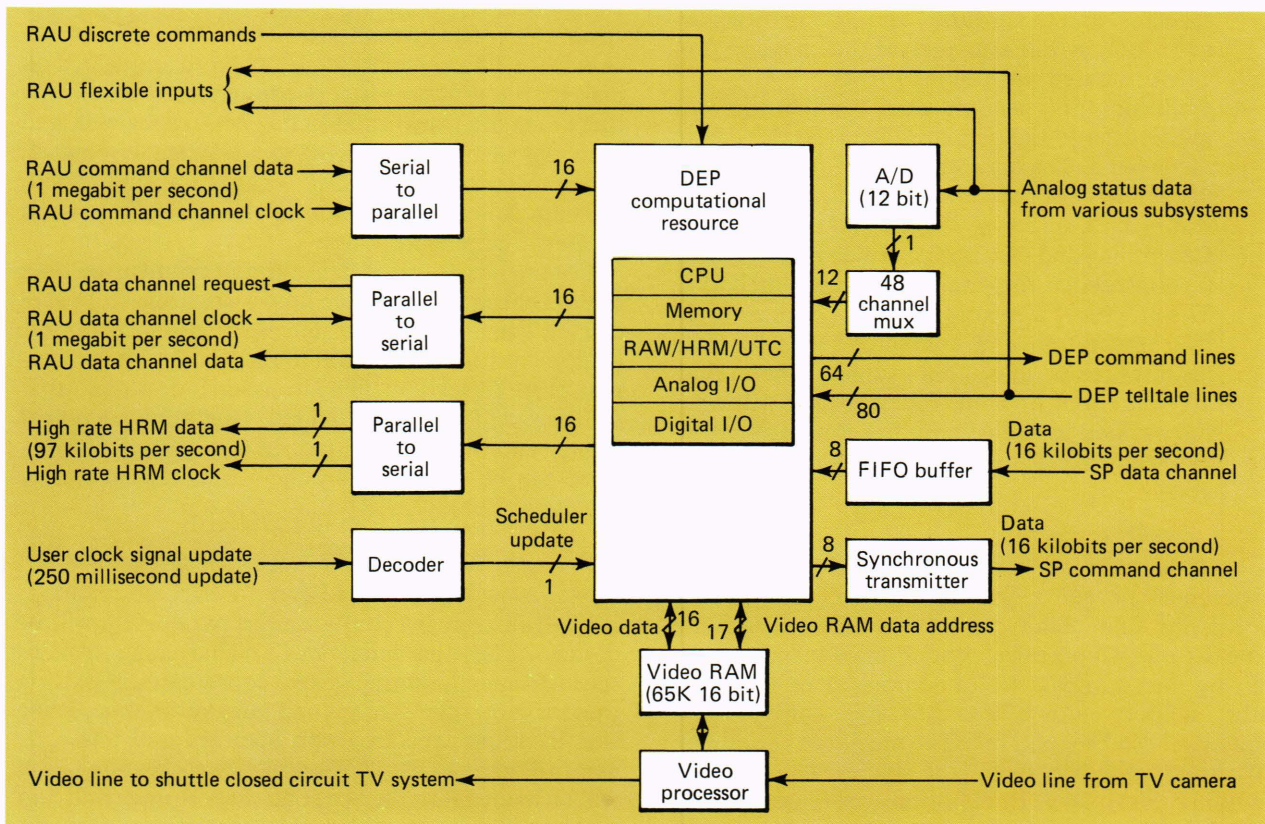 RAU discrete commands
RAU flexible inputs
RAU command channel data
(1 megabit per second)
RAU command channel clock
Serial
to
parallel
16
RAU data channel request
RAU data channel clock
(1 megabit per second)
RAU data channel data
Parallel
to
serial
16
High rate HRM data
(97 kilobits per second)
High rate HRM clock
1
1
Parallel
to
serial
16
User clock signal update
(250 millisecond update)
Decoder
Scheduler
update
1
DEP
computational
resource
CPU
Memory
RAW/HRM/UTC
Analog I/O
Digital I/O
A/D
(12 bit)
Analog status data
from various subsystems
1
12
48
channel
mux
64
DEP command lines
80
DEP telltale lines
8
FIFO buffer
Data
(16 kilobits per second)
SP data channel
8
Synchronous
transmitter
Data
(16 kilobits per second)
SP command channel
Video data
16
17
Video RAM data address
Video RAM
(65K 16 bit)
Video line to shuttle closed circuit TV system
Video
processor
Video line from TV camera